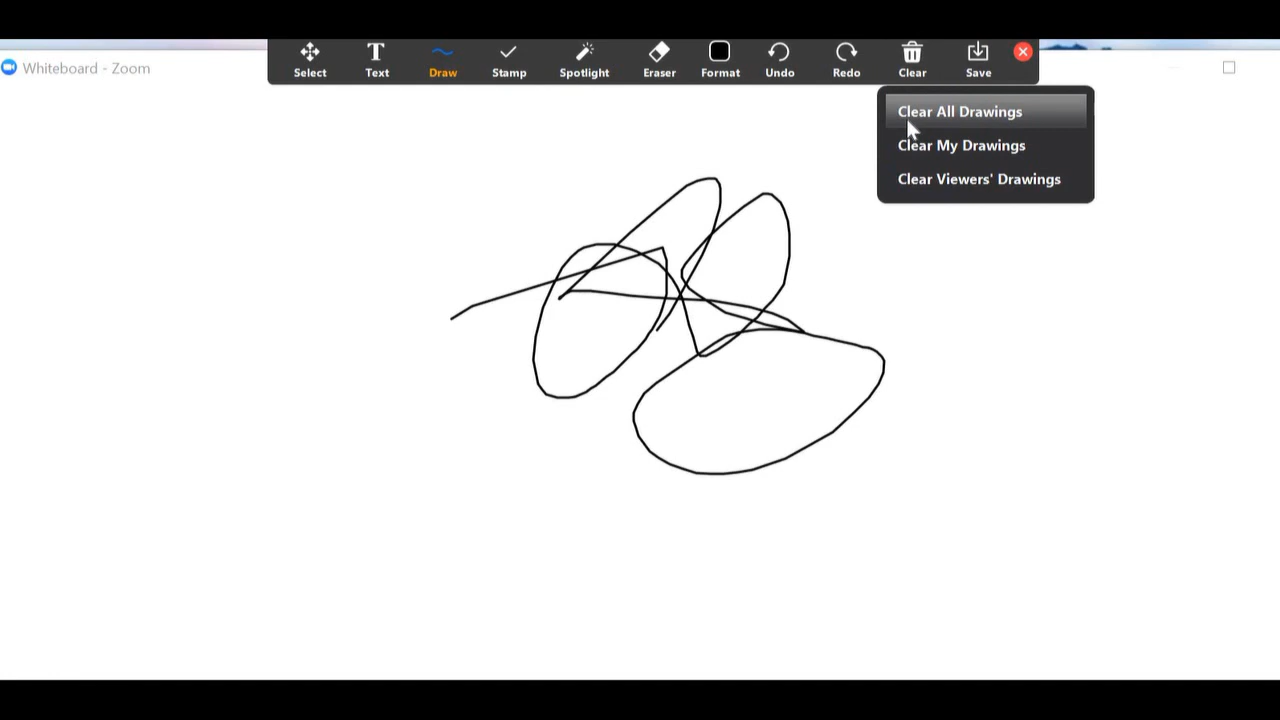 Whiteboard - Zoom
Select Text Draw Stamp Spotlight Eraser Format Undo Redo Clear Save
Clear All Drawings
Clear My Drawings
Clear Viewers' Drawings